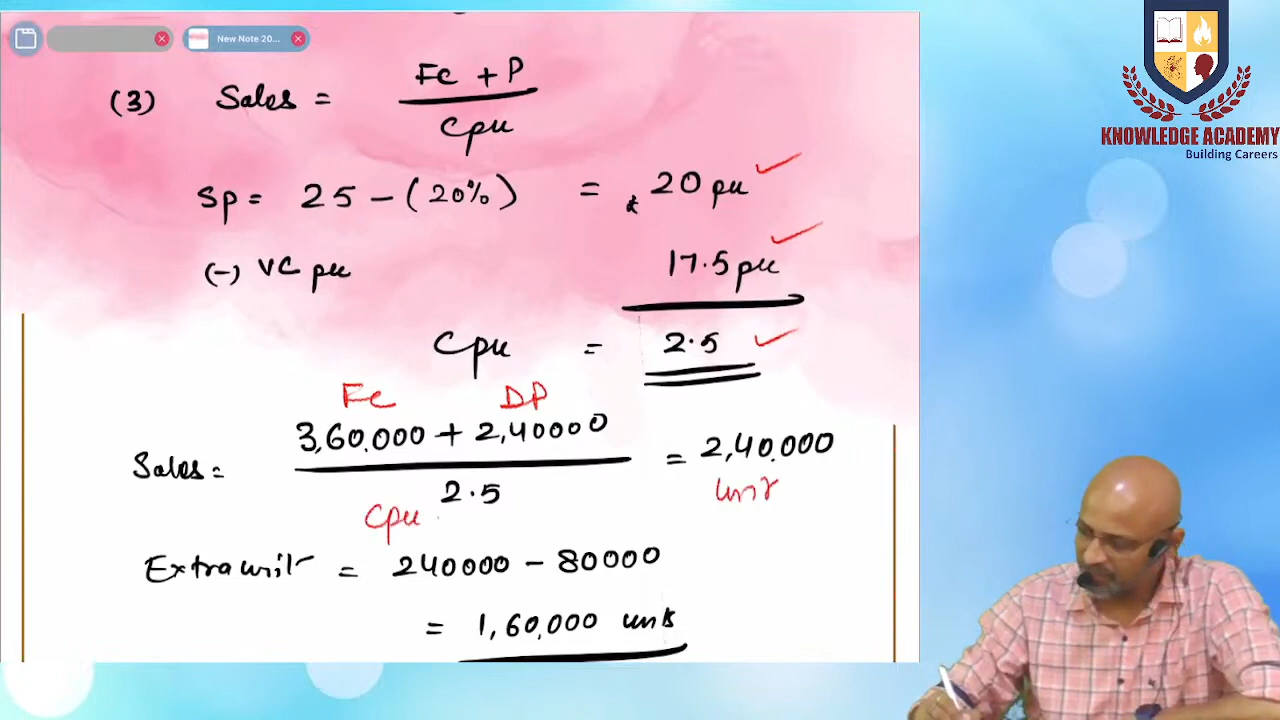 New Note 20...
KNOWLEDGE ACADEMY
Building Careers
(3) Sales = Fc + P
Cpu
Sp = 25 - (20%) = 20 pu
(-) VC pu 17.5 pu
Cpu = 2.5
Fc DP
Sales = 3,60,000 + 2,40000 = 2,40,000
2.5 unit
Cpu
Extra unit = 240000 - 80000
= 1,60,000 units